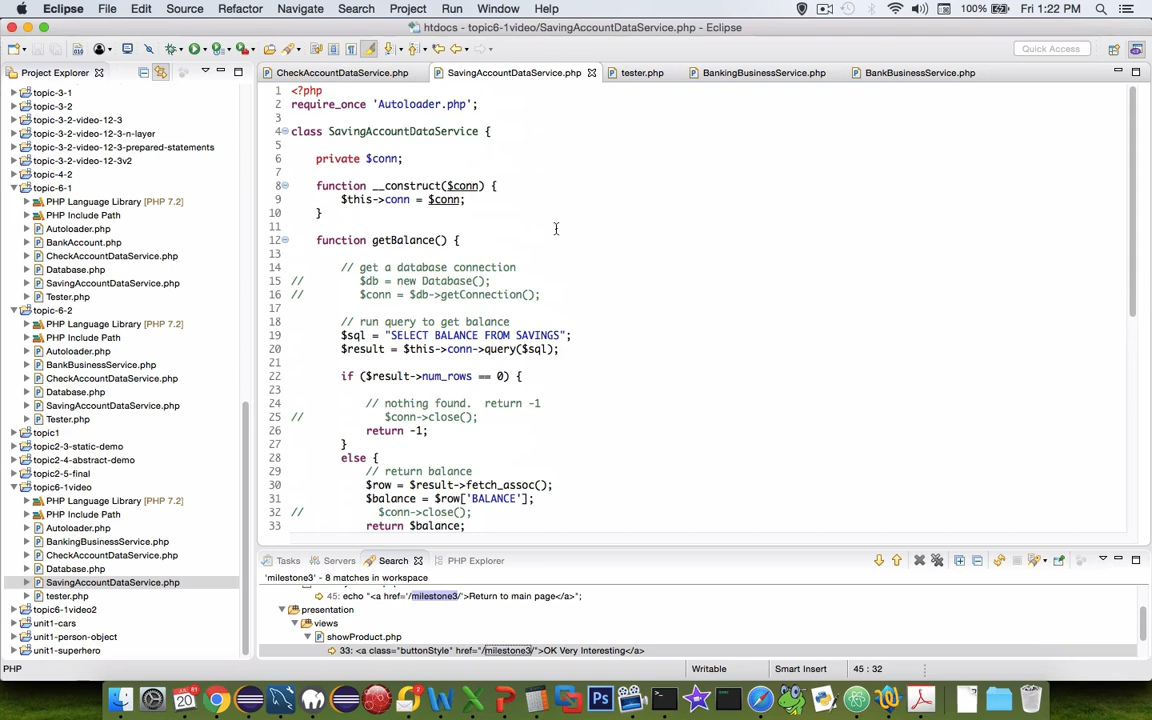 Eclipse File Edit Source Refactor Navigate Search Project Run Window Help 100% Fri 1:22 PM
htdocs - topic6-1video/SavingAccountDataService.php - Eclipse
Quick Access
Project Explorer
topic-3-1
topic-3-2
topic-3-2-video-12-3
topic-3-2-video-12-3-n-layer
topic-3-2-video-12-3-prepared-statements
topic-3-2-video-12-3v2
topic-4-2
topic-6-1
PHP Language Library [PHP 7.2]
PHP Include Path
Autoloader.php
BankAccount.php
CheckAccountDataService.php
Database.php
SavingAccountDataService.php
Tester.php
topic-6-2
PHP Language Library [PHP 7.2]
PHP Include Path
Autoloader.php
BankBusinessService.php
CheckAccountDataService.php
Database.php
SavingAccountDataService.php
Tester.php
topic1
topic2-3-static-demo
topic2-4-abstract-demo
topic2-5-final
topic6-1video
PHP Language Library [PHP 7.2]
PHP Include Path
Autoloader.php
BankingBusinessService.php
CheckAccountDataService.php
Database.php
SavingAccountDataService.php
tester.php
topic6-1video2
unit1-cars
unit1-person-object
unit1-superhero
CheckAccountDataService.php SavingAccountDataService.php tester.php BankingBusinessService.php BankBusinessService.php
1 <?php
2 require_once 'Autoloader.php';
3
4 class SavingAccountDataService {
5
6 private $conn;
7
8 function __construct($conn) {
9 $this->conn = $conn;
10 }
11
12 function getBalance() {
13
14 // get a database connection
15 // $db = new Database();
16 // $conn = $db->getConnection();
17
18 // run query to get balance
19 $sql = "SELECT BALANCE FROM SAVINGS";
20 $result = $this->conn->query($sql);
21
22 if ($result->num_rows == 0) {
23
24 // nothing found. return -1
25 // $conn->close();
26 return -1;
27 }
28 else {
29 // return balance
30 $row = $result->fetch_assoc();
31 $balance = $row['BALANCE'];
32 // $conn->close();
33 return $balance;
Tasks Servers Search PHP Explorer
'milestone3' - 8 matches in workspace
45: echo "<a href='/milestone3/'>Return to main page</a>";
presentation
views
showProduct.php
33: <a class="buttonStyle" href="/milestone3/">OK Very Interesting</a>
PHP Writable Smart Insert 45 : 32